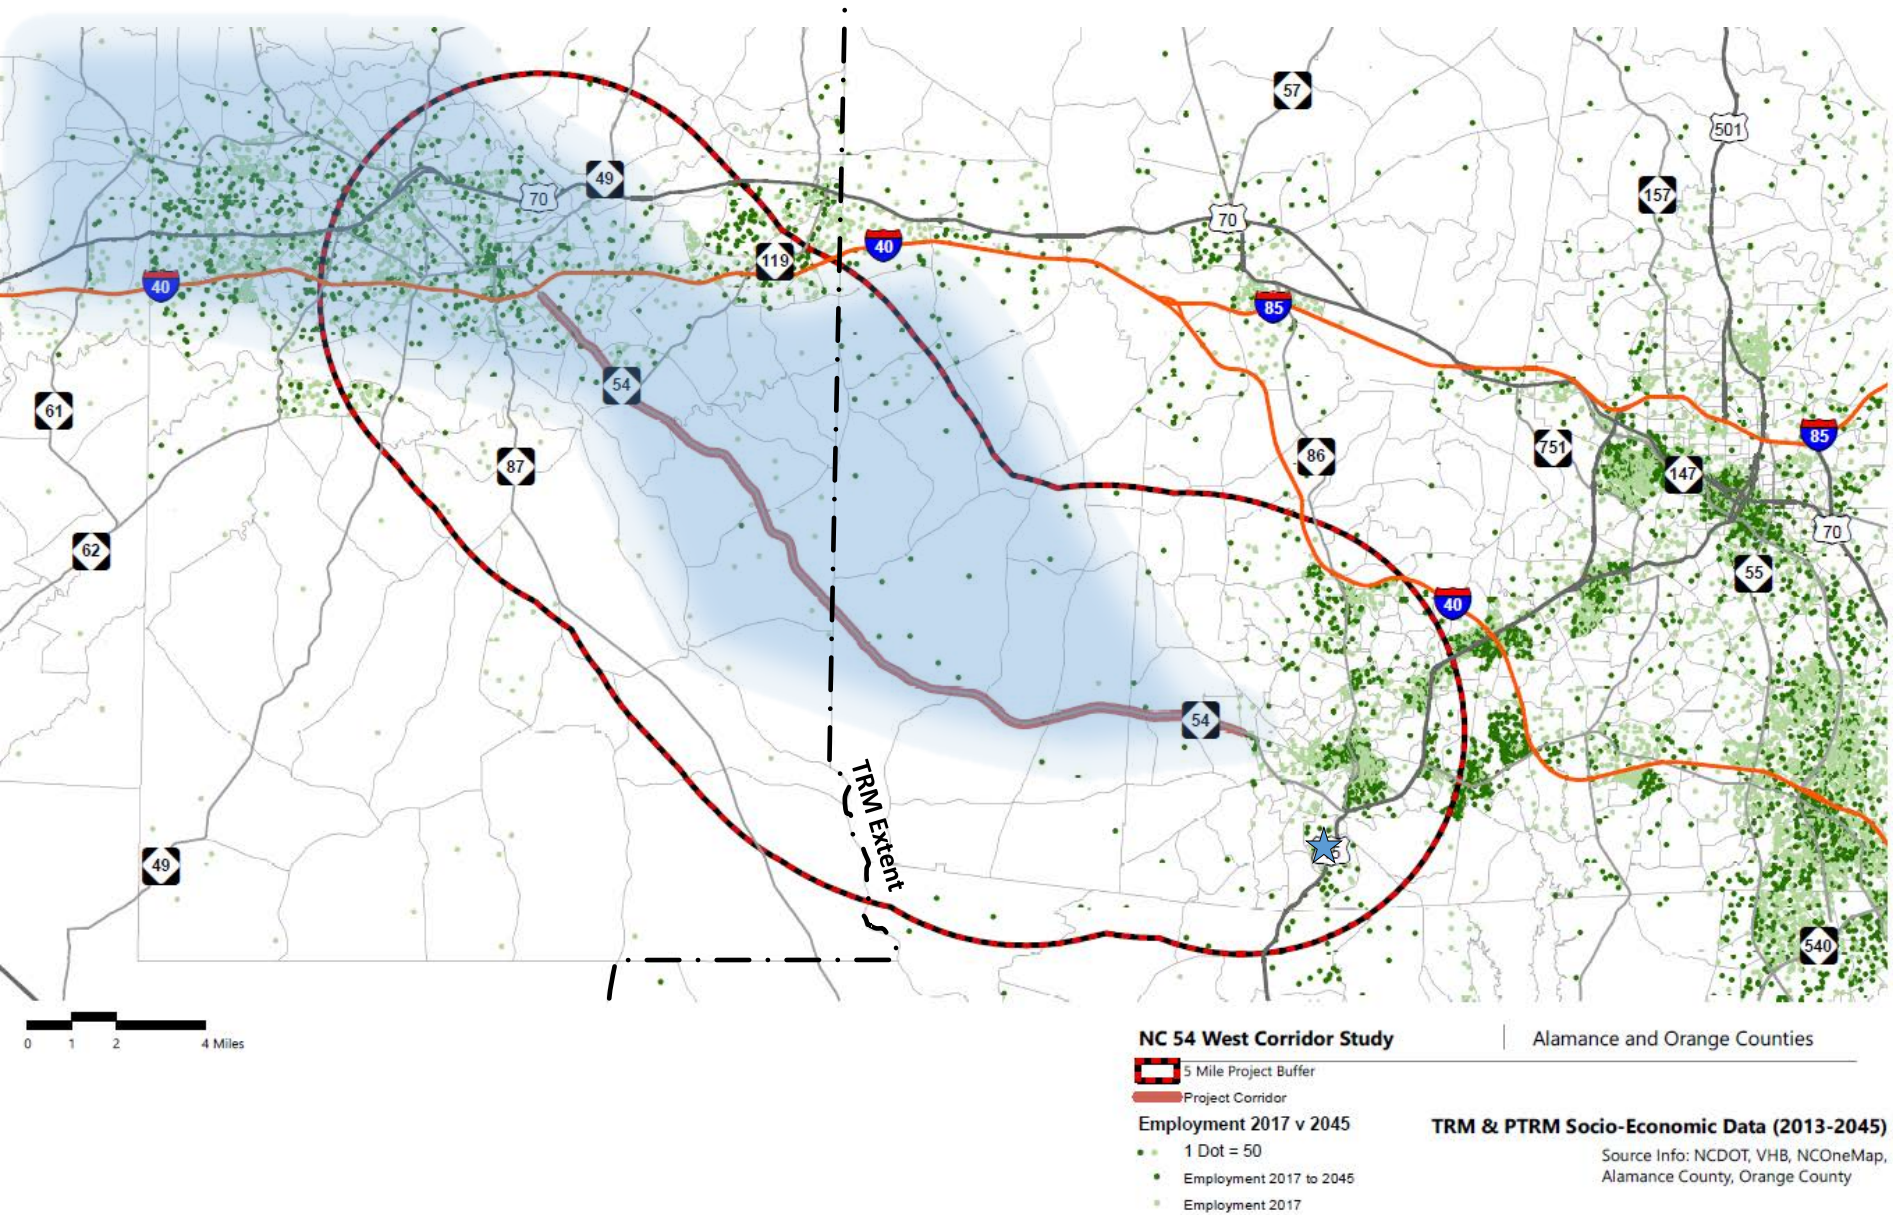 57
501
49
157
70
70
40
119
40
85
54
61
85
86
751
87
147
70
62
55
40
54
TRM Extent
49
540
0 1 2 4 Miles
NC 54 West Corridor Study
Alamance and Orange Counties
5 Mile Project Buffer
Project Corridor
Employment 2017 v 2045
1 Dot = 50
Employment 2017 to 2045
Employment 2017
TRM & PTRM Socio-Economic Data (2013-2045)
Source Info: NCDOT, VHB, NCOneMap,
Alamance County, Orange County